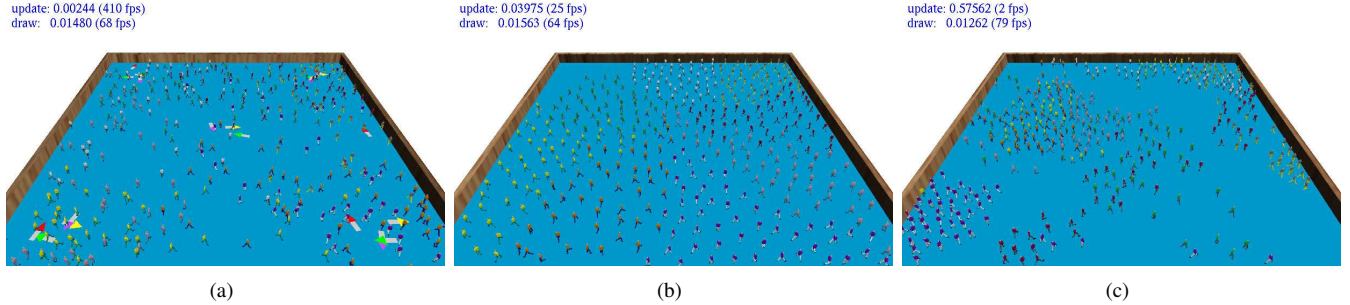 update: 0.00244 (410 fps)
draw: 0.01480 (68 fps)
update: 0.03975 (25 fps)
draw: 0.01563 (64 fps)
update: 0.57562 (2 fps)
draw: 0.01262 (79 fps)
(a)
(b)
(c)